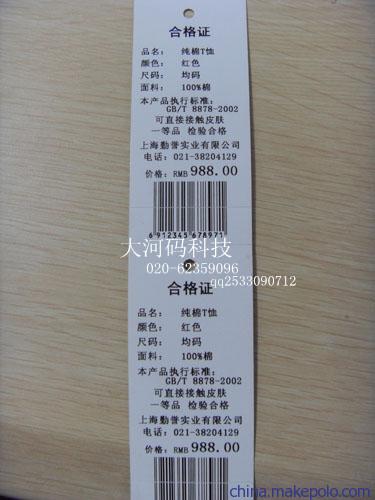 合格证
品名： 纯棉T恤
颜色： 红色
尺码： 均码
面料： 100%棉
本产品执行标准：
GB/T 8878-2002
可直接接触皮肤
一等品 检验合格
上海勤誉实业有限公司
电话：021-38204129
价格：RMB 988.00
6 912345 678971
大河码科技
020-62359096
qq2533090712
合格证
品名： 纯棉T恤
颜色： 红色
尺码： 均码
面料： 100%棉
本产品执行标准：
GB/T 8878-2002
可直接接触皮肤
一等品 检验合格
上海勤誉实业有限公司
电话：021-38204129
价格：RMB 988.00
china.makepolo.com